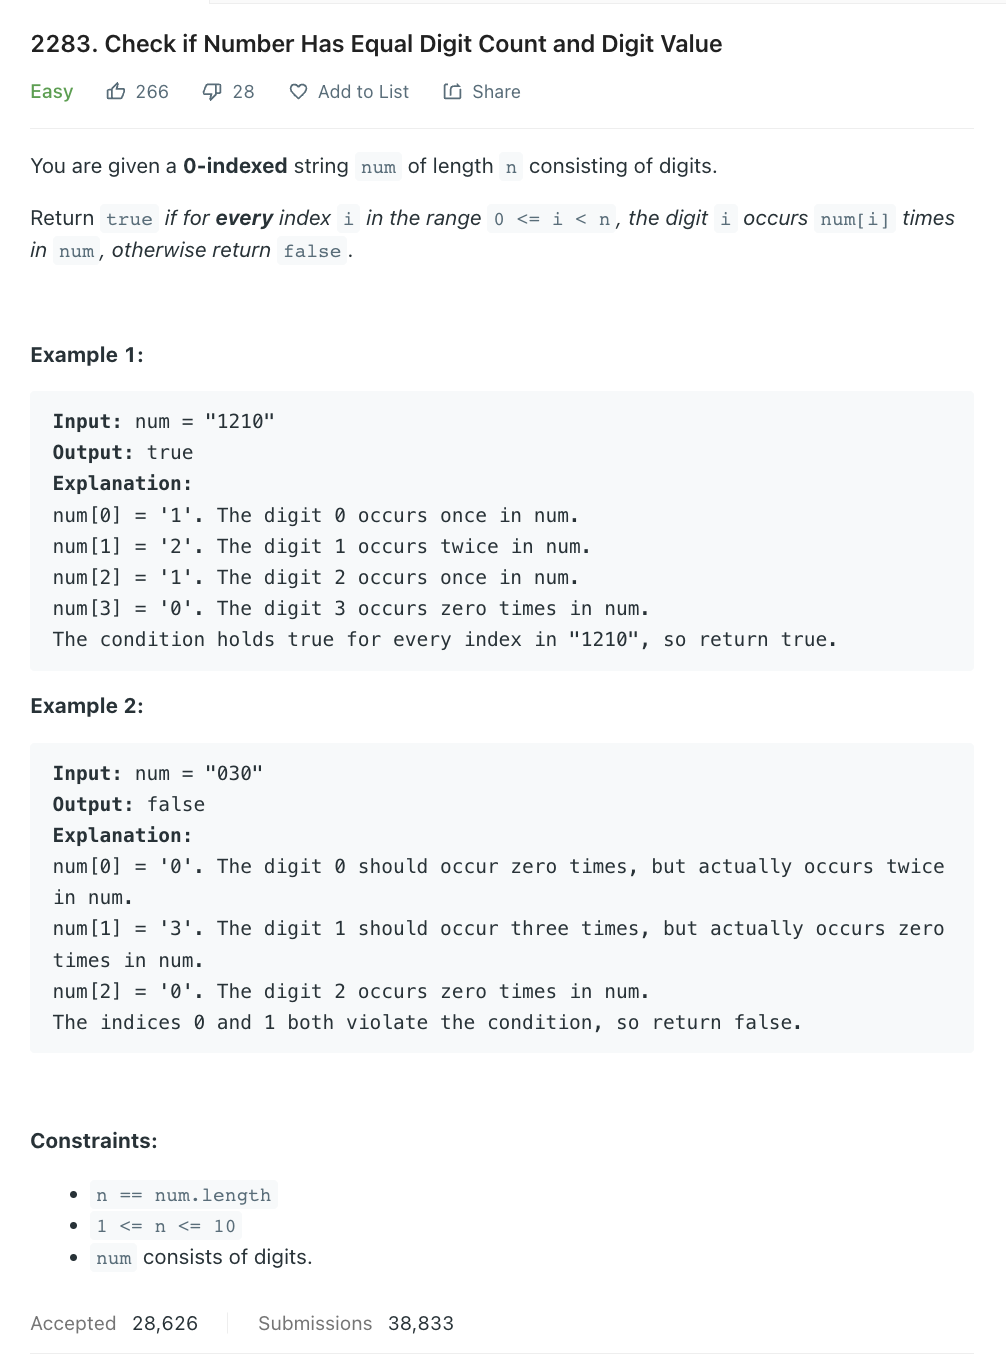 2283. Check if Number Has Equal Digit Count and Digit Value
Easy 266 28 Add to List Share
You are given a 0-indexed string num of length n consisting of digits.
Return true if for every index i in the range 0 <= i < n, the digit i occurs num[i] times
in num, otherwise return false.
Example 1:
Input: num = "1210"
Output: true
Explanation:
num[0] = '1'. The digit 0 occurs once in num.
num[1] = '2'. The digit 1 occurs twice in num.
num[2] = '1'. The digit 2 occurs once in num.
num[3] = '0'. The digit 3 occurs zero times in num.
The condition holds true for every index in "1210", so return true.
Example 2:
Input: num = "030"
Output: false
Explanation:
num[0] = '0'. The digit 0 should occur zero times, but actually occurs twice
in num.
num[1] = '3'. The digit 1 should occur three times, but actually occurs zero
times in num.
num[2] = '0'. The digit 2 occurs zero times in num.
The indices 0 and 1 both violate the condition, so return false.
Constraints:
• n == num.length
• 1 <= n <= 10
• num consists of digits.
Accepted 28,626 Submissions 38,833